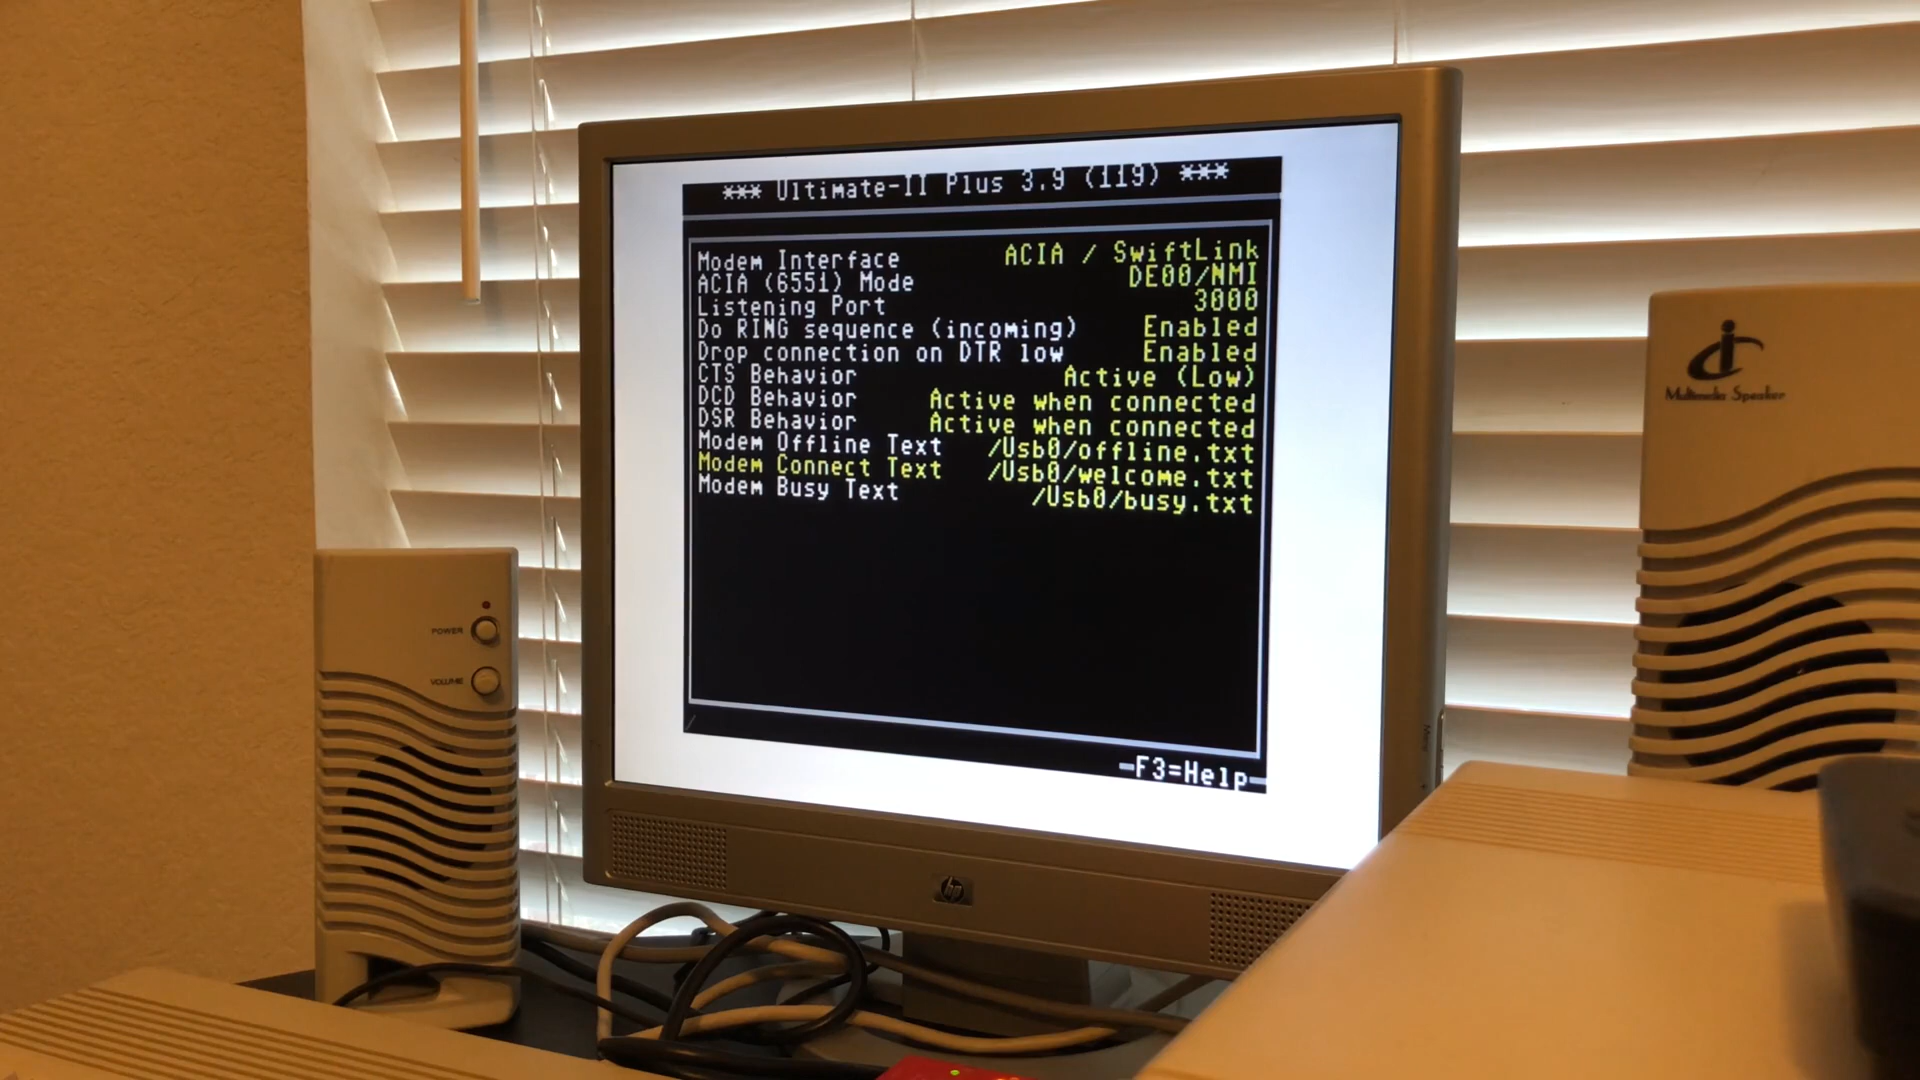 *** Ultimate-II Plus 3.9 (119) ***
Modem Interface ACIA / SwiftLink
ACIA (6551) Mode DE00/NMI
Listening Port 3000
Do RING sequence (incoming) Enabled
Drop connection on DTR low Enabled
CTS Behavior Active (Low)
DCD Behavior Active when connected
DSR Behavior Active when connected
Modem Offline Text /Usb0/offline.txt
Modem Connect Text /Usb0/welcome.txt
Modem Busy Text /Usb0/busy.txt
/
F3=Help
POWER
VOLUME
hp
Multimedia Speaker